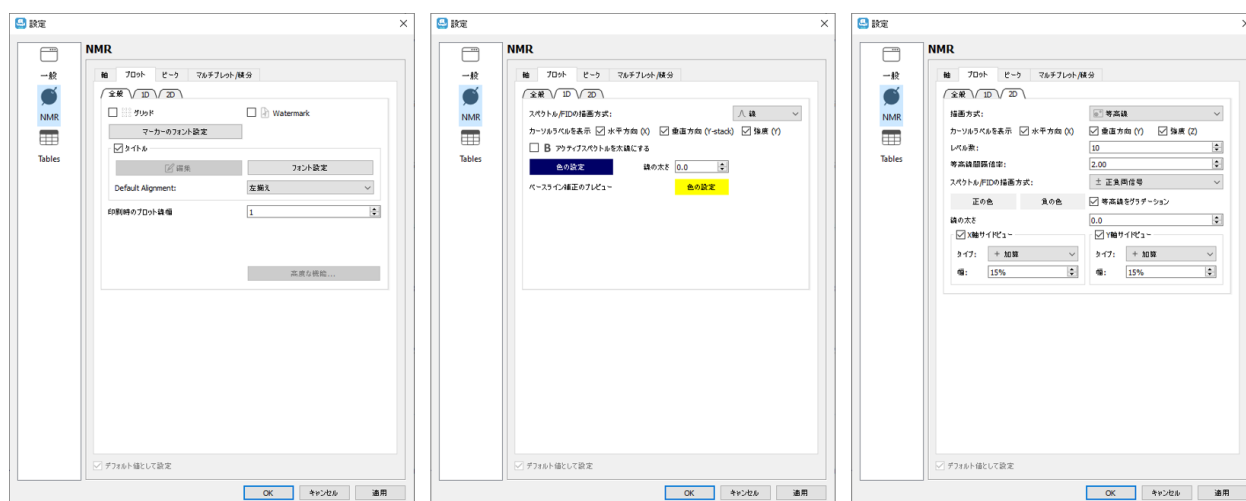 設定
NMR
一般
NMR
Tables
軸 プロット ピーク マルチプレット/積分
全般 1D 2D
グリッド Watermark
マーカーのフォント設定
タイトル
編集 フォント設定
Default Alignment: 左揃え
印刷時のプロット線幅 1
高度な機能...
デフォルト値として設定
OK キャンセル 適用
設定
NMR
一般
NMR
Tables
軸 プロット ピーク マルチプレット/積分
全般 1D 2D
スペクトル/FIDの描画方式: 線
カーソルラベルを表示 水平方向 (X) 垂直方向 (Y-stack) 強度 (Y)
B アクティブスペクトルを太線にする
色の設定 線の太さ 0.0
ベースライン補正のプレビュー 色の設定
デフォルト値として設定
OK キャンセル 適用
設定
NMR
一般
NMR
Tables
軸 プロット ピーク マルチプレット/積分
全般 1D 2D
描画方式: 等高線
カーソルラベルを表示 水平方向 (X) 垂直方向 (Y) 強度 (Z)
レベル数: 10
等高線間隔倍率: 2.00
スペクトル/FIDの描画方式: ± 正負両信号
正の色 負の色 等高線をグラデーション
線の太さ 0.0
X軸サイドビュー Y軸サイドビュー
タイプ: + 加算 タイプ: + 加算
幅: 15% 幅: 15%
デフォルト値として設定
OK キャンセル 適用